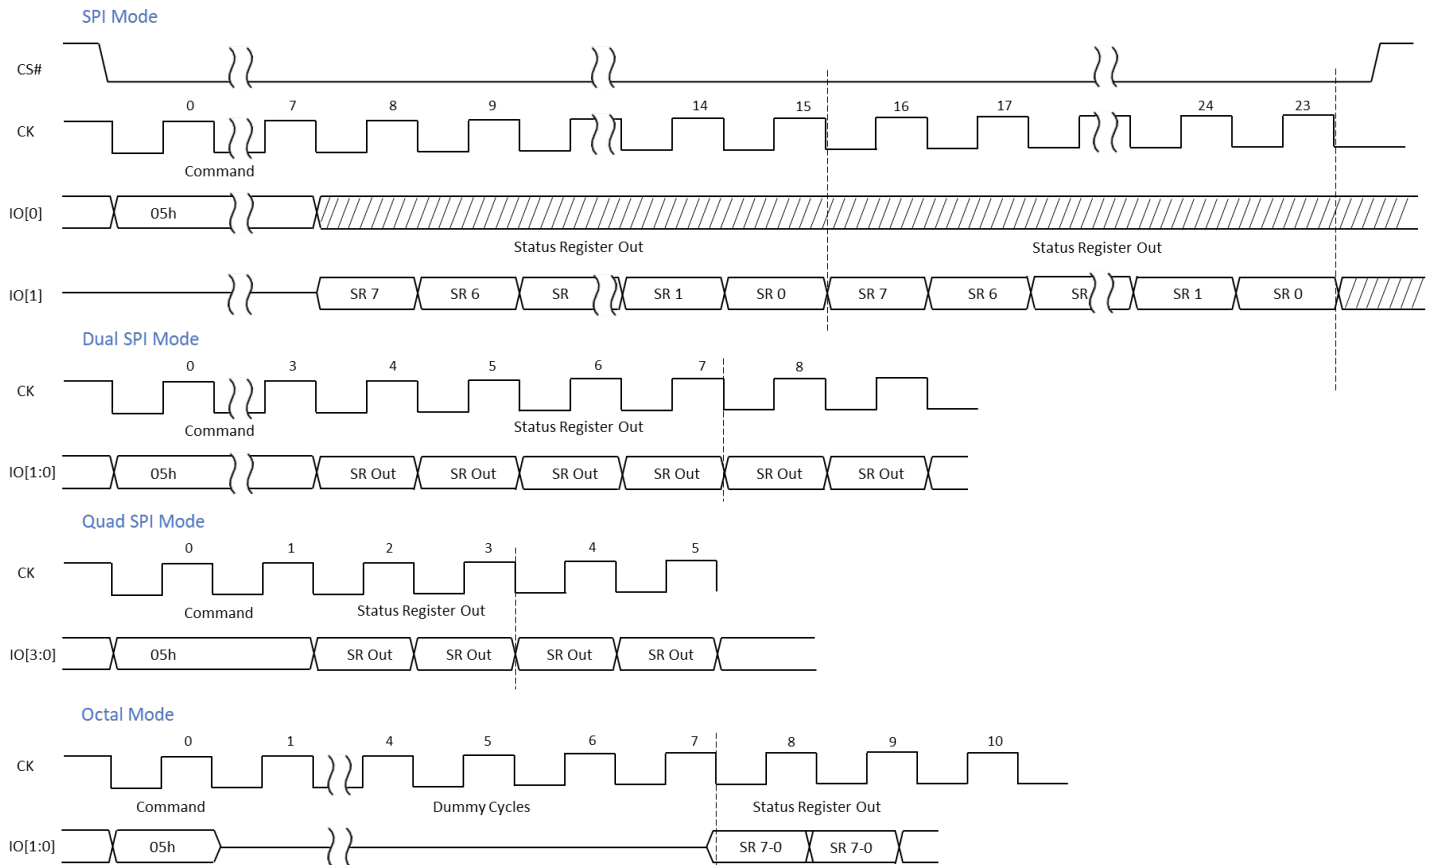 SPI Mode
CS#
0 7 8 9 14 15 16 17 24 23
CK
Command
IO[0] 05h
Status Register Out Status Register Out
IO[1] SR 7 SR 6 SR SR 1 SR 0 SR 7 SR 6 SR SR 1 SR 0
Dual SPI Mode
0 3 4 5 6 7 8
CK
Command Status Register Out
IO[1:0] 05h SR Out SR Out SR Out SR Out SR Out SR Out
Quad SPI Mode
0 1 2 3 4 5
CK
Command Status Register Out
IO[3:0] 05h SR Out SR Out SR Out SR Out
Octal Mode
0 1 4 5 6 7 8 9 10
CK
Command Dummy Cycles Status Register Out
IO[1:0] 05h SR 7-0 SR 7-0